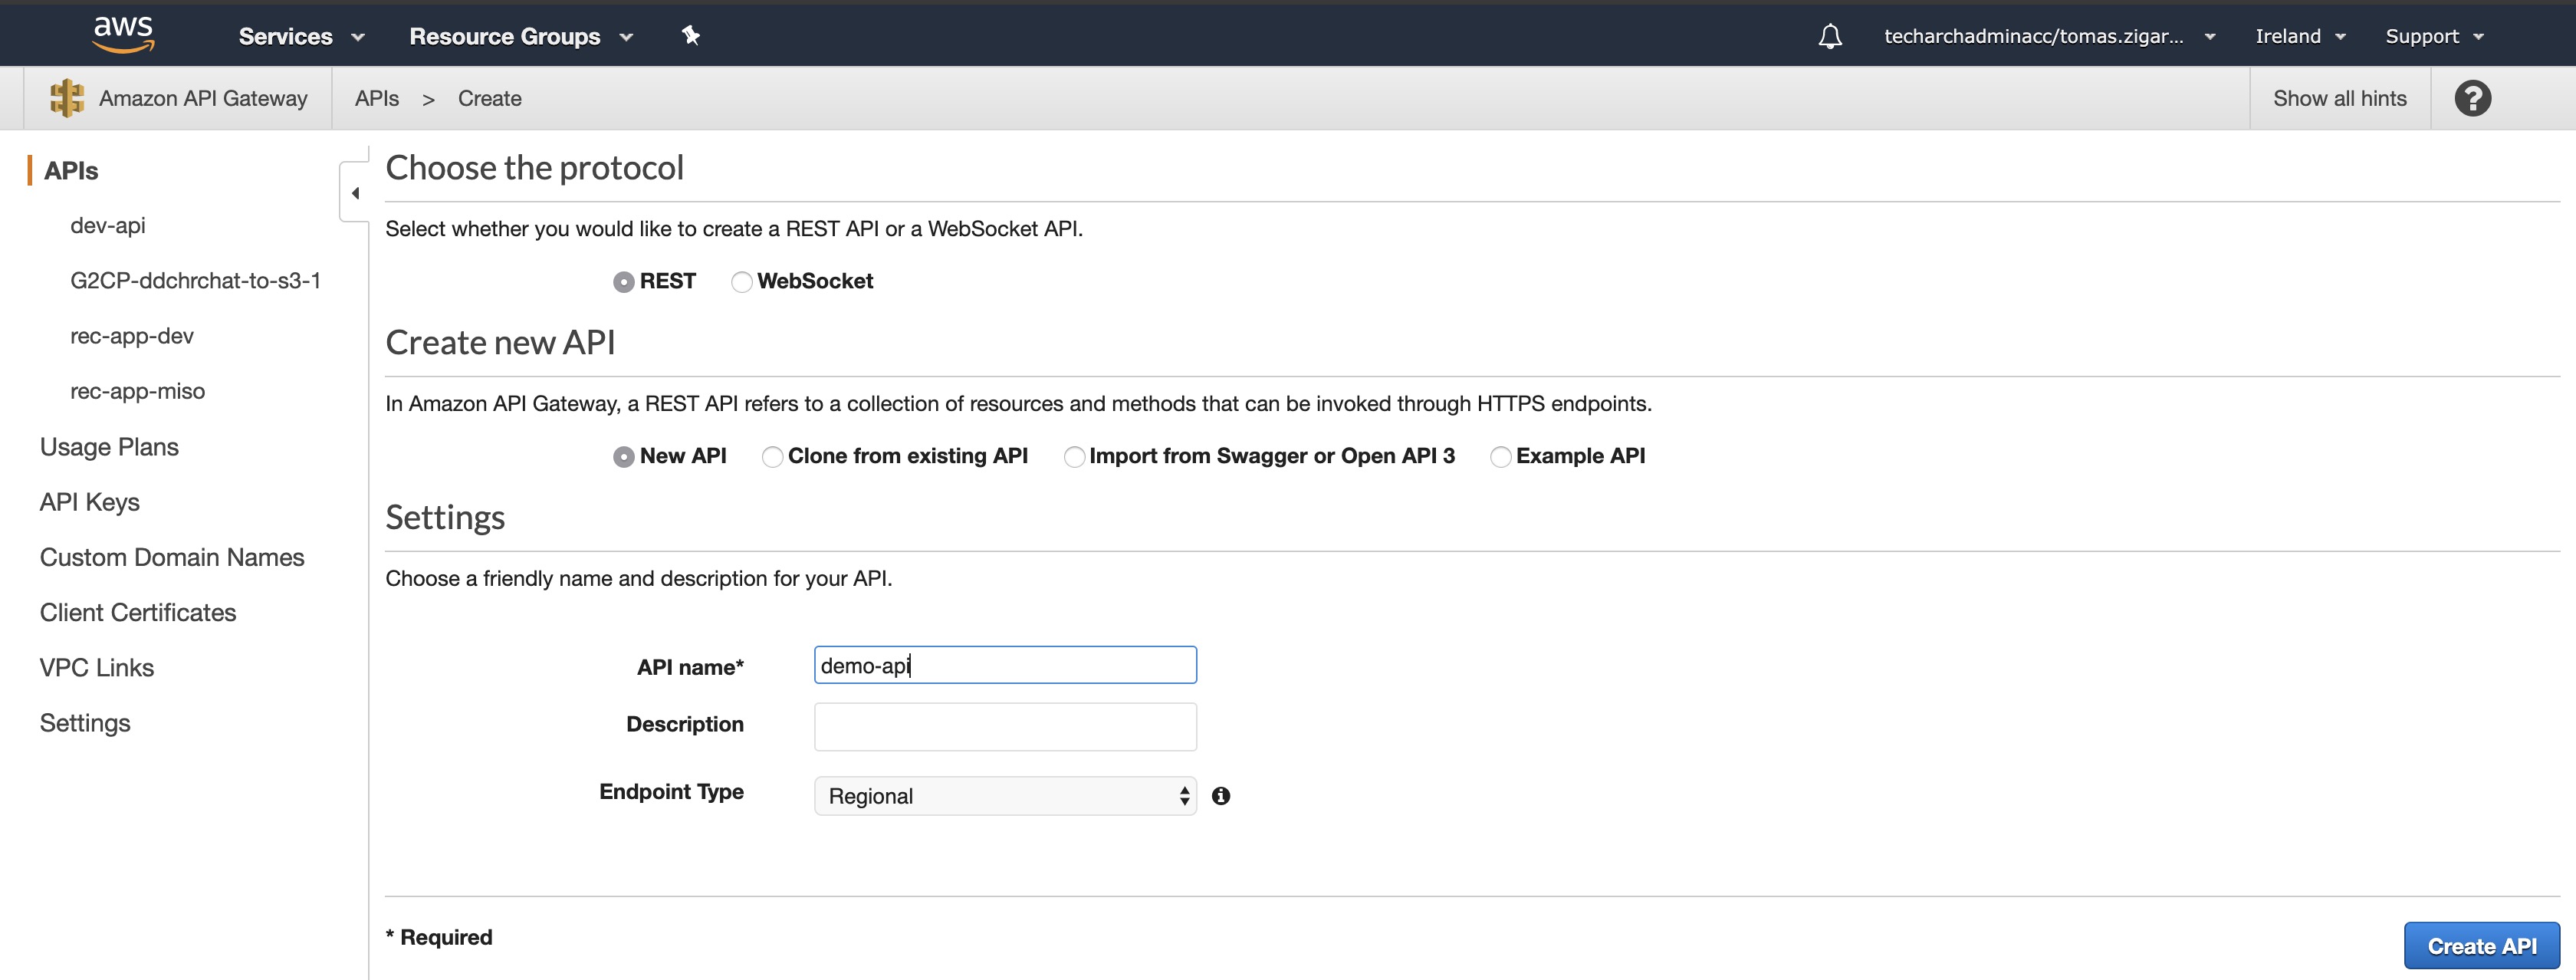 aws Services Resource Groups techarchadminacc/tomas.zigar... Ireland Support
Amazon API Gateway APIs > Create Show all hints ?
APIs
dev-api
G2CP-ddchrchat-to-s3-1
rec-app-dev
rec-app-miso
Usage Plans
API Keys
Custom Domain Names
Client Certificates
VPC Links
Settings
Choose the protocol
Select whether you would like to create a REST API or a WebSocket API.
REST WebSocket
Create new API
In Amazon API Gateway, a REST API refers to a collection of resources and methods that can be invoked through HTTPS endpoints.
New API Clone from existing API Import from Swagger or Open API 3 Example API
Settings
Choose a friendly name and description for your API.
API name* demo-api
Description
Endpoint Type Regional
* Required
Create API